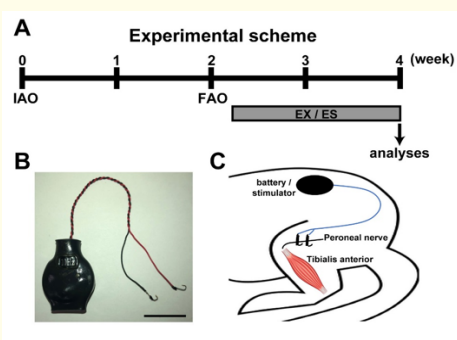 A
Experimental scheme
0 1 2 3 4 (week)
IAO FAO
EX / ES
analyses
B
C
battery /
stimulator
Peroneal nerve
Tibialis anterior